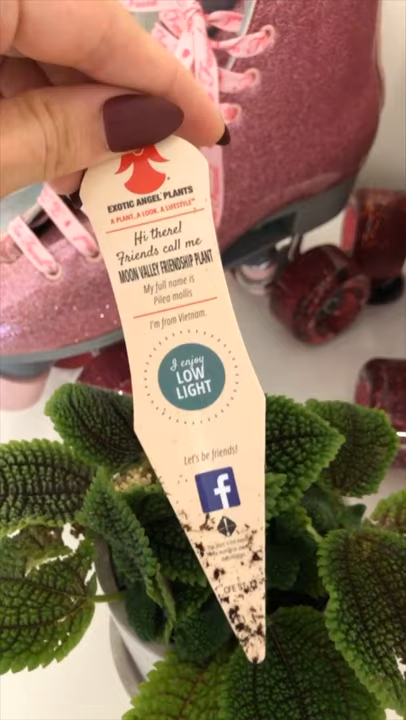 EXOTIC ANGEL® PLANTS
A PLANT. A LOOK. A LIFESTYLE™
Hi there!
Friends call me
MOON VALLEY FRIENDSHIP PLANT
My full name is
Pilea mollis
I'm from Vietnam.
I enjoy
LOW
LIGHT
Let's be friends!
f